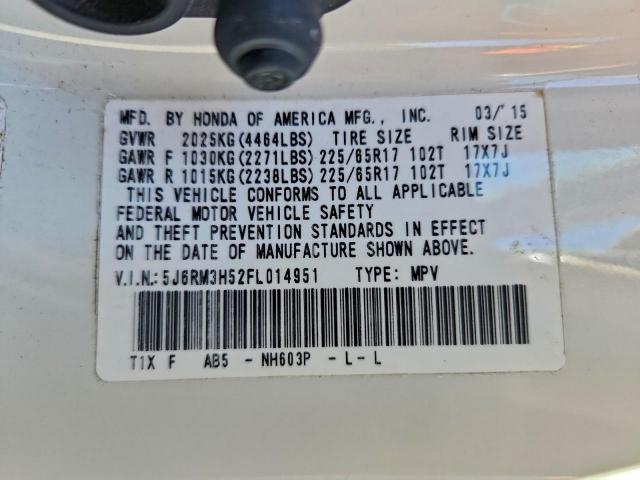 MFD. BY HONDA OF AMERICA MFG., INC. 03/15
GVWR 2025KG(4464LBS) TIRE SIZE RIM SIZE
GAWR F 1030KG(2271LBS) 225/65R17 102T 17X7J
GAWR R 1015KG(2238LBS) 225/65R17 102T 17X7J
THIS VEHICLE CONFORMS TO ALL APPLICABLE
FEDERAL MOTOR VEHICLE SAFETY
AND THEFT PREVENTION STANDARDS IN EFFECT
ON THE DATE OF MANUFACTURE SHOWN ABOVE.
V.I.N.: 5J6RM3H52FL014951 TYPE: MPV
T1X F AB5 - NH603P - L - L